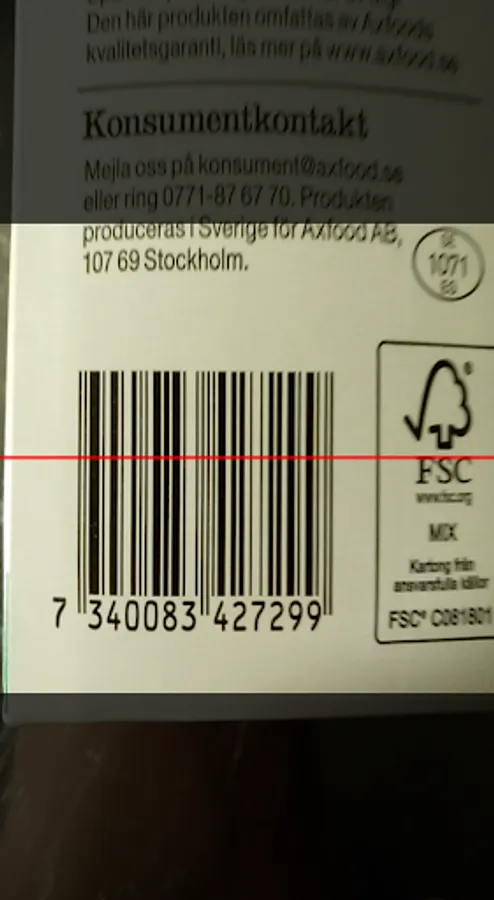 Den här produkten omfattas av Axfoods
kvalitetsgaranti, läs mer på www.axfood.se
Konsumentkontakt
Mejla oss på konsument@axfood.se
eller ring 0771-87 67 70. Produkten
produceras i Sverige för Axfood AB,
107 69 Stockholm.
SE
1071
EG
FSC
www.fsc.org
MIX
Kartong från
ansvarsfulla källor
FSC® C081801
7 340083 427299